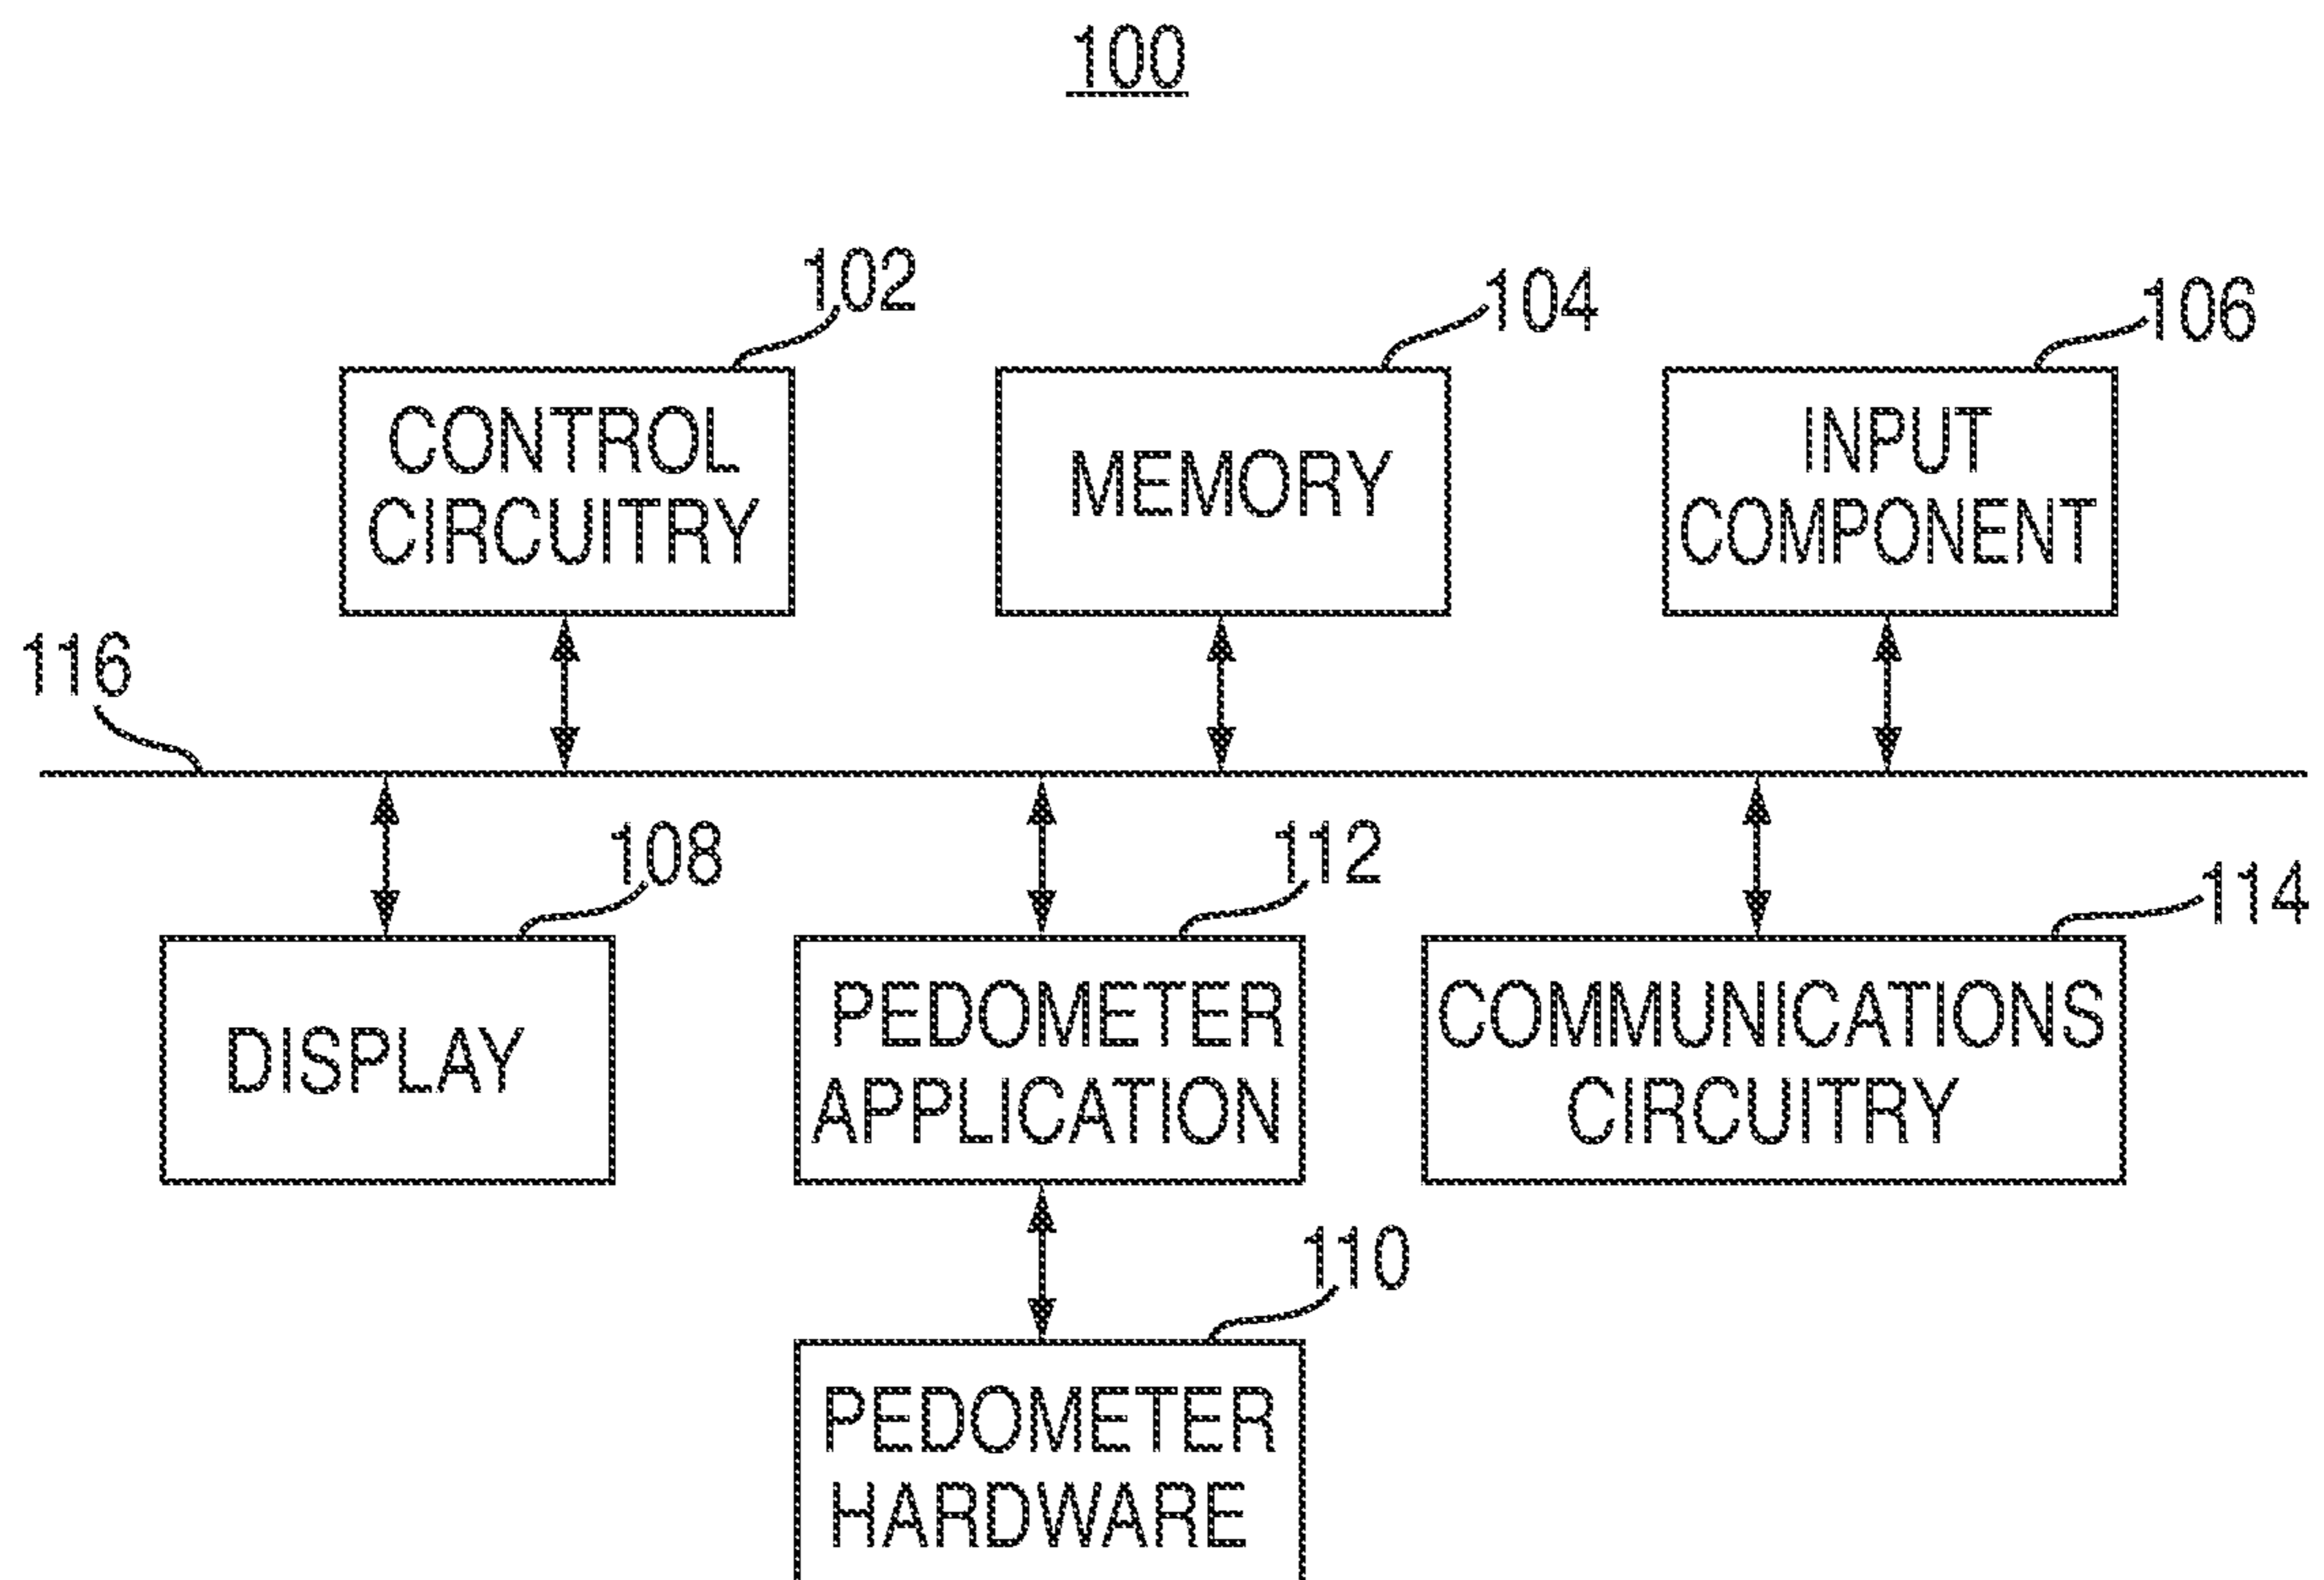 100
102
104
106
CONTROL
CIRCUITRY
MEMORY
INPUT
COMPONENT
116
108
112
114
DISPLAY
PEDOMETER
APPLICATION
COMMUNICATIONS
CIRCUITRY
110
PEDOMETER
HARDWARE